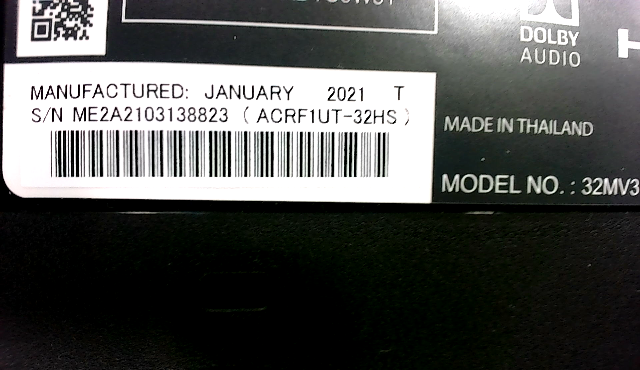 DOLBY
AUDIO
MANUFACTURED: JANUARY 2021 T
S/N ME2A2103138823 ( ACRF1UT-32HS )
MADE IN THAILAND
MODEL NO. : 32MV3